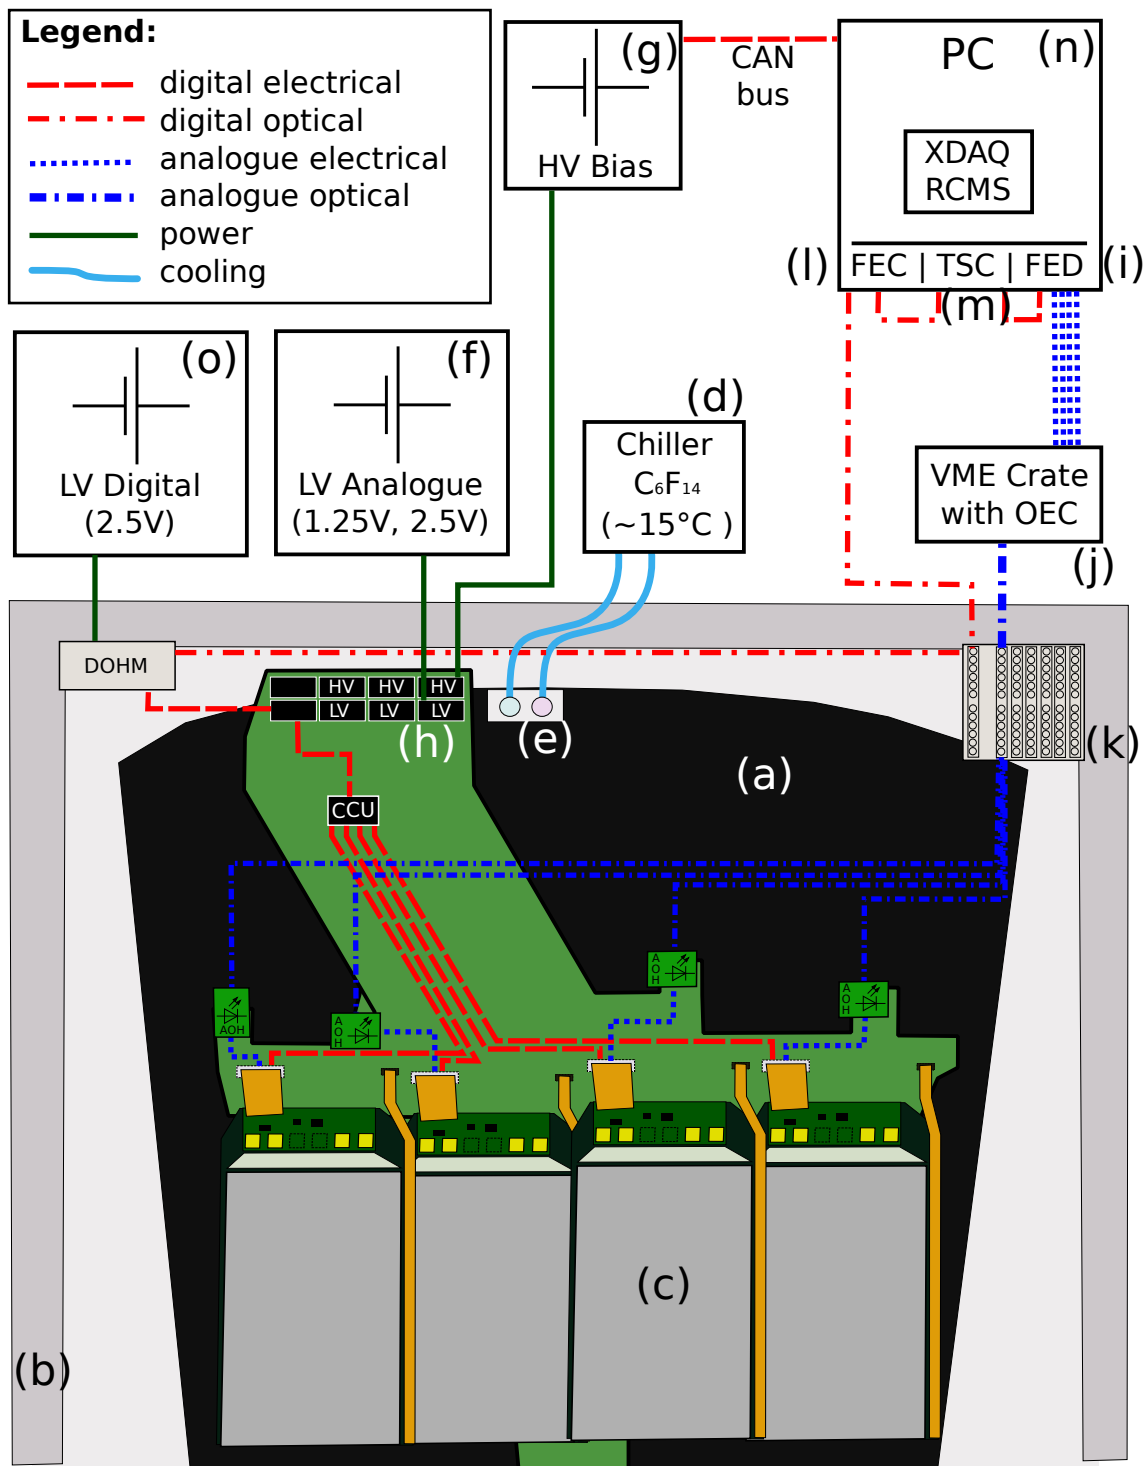 Legend:
digital electrical
digital optical
analogue electrical
analogue optical
power
cooling
(g)
HV Bias
CAN
bus
PC
(n)
XDAQ
RCMS
(l)
FEC | TSC | FED
(i)
(m)
(o)
LV Digital
(2.5V)
(f)
LV Analogue
(1.25V, 2.5V)
(d)
Chiller
C₆F₁₄
(~15°C )
VME Crate
with OEC
(j)
DOHM
HV HV HV
LV LV LV
(h)
(e)
(a)
(k)
CCU
AOH
AOH
AOH
AOH
(c)
(b)